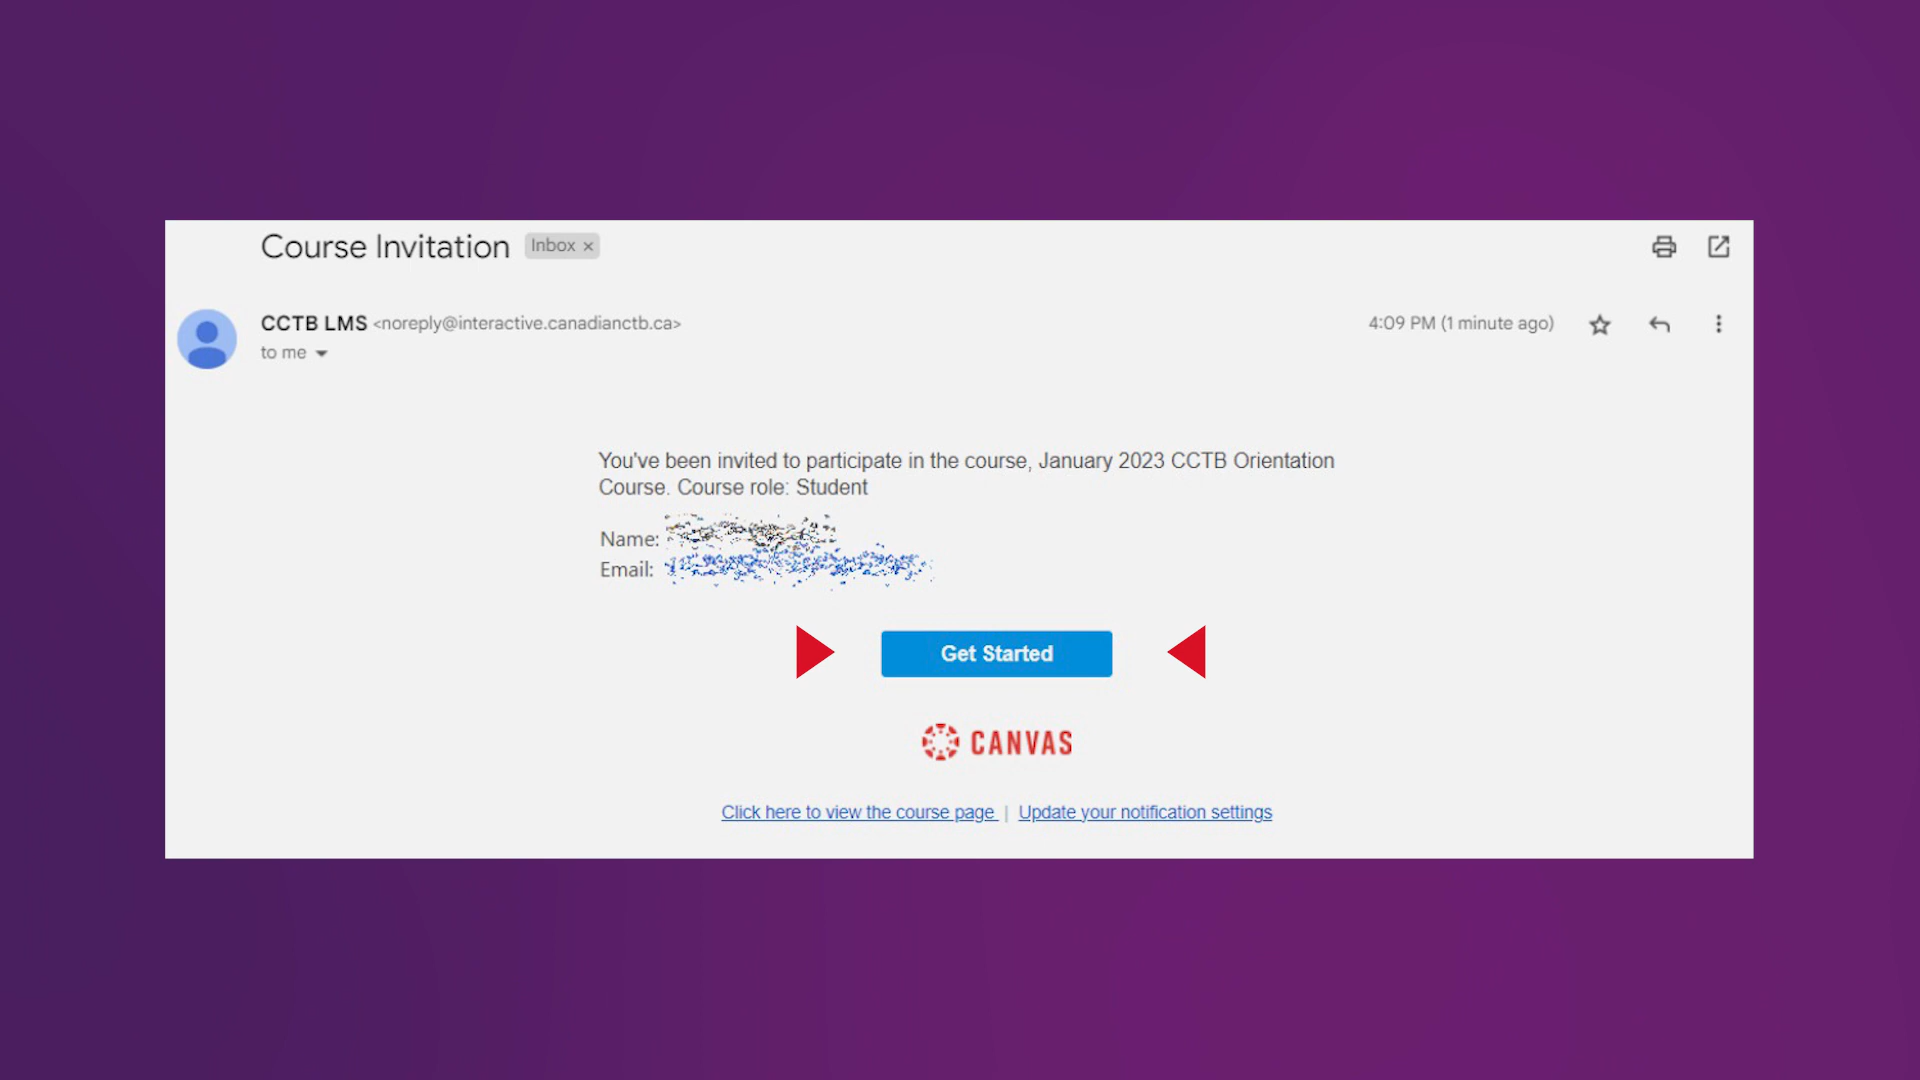 Course Invitation Inbox ×
CCTB LMS <noreply@interactive.canadianctb.ca> 4:09 PM (1 minute ago)
to me
You've been invited to participate in the course, January 2023 CCTB Orientation
Course. Course role: Student
Name:
Email:
Get Started
CANVAS
Click here to view the course page | Update your notification settings